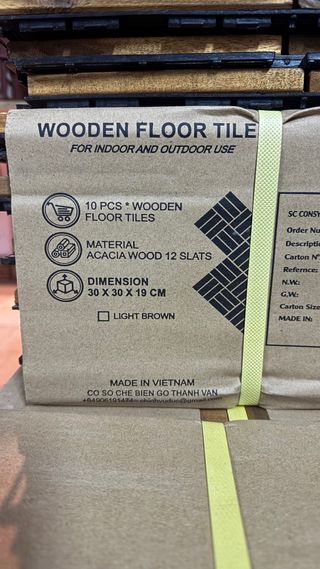 WOODEN FLOOR TILE
FOR INDOOR AND OUTDOOR USE
10 PCS * WOODEN
FLOOR TILES
MATERIAL
ACACIA WOOD 12 SLATS
DIMENSION
30 X 30 X 19 CM
LIGHT BROWN
MADE IN VIETNAM
CO SO CHE BIEN GO THANH VAN
SC CONSY
Order Nu
Descripti
Carton N°
Refernce:
N.W:
G.W:
Carton Size
MADE IN: